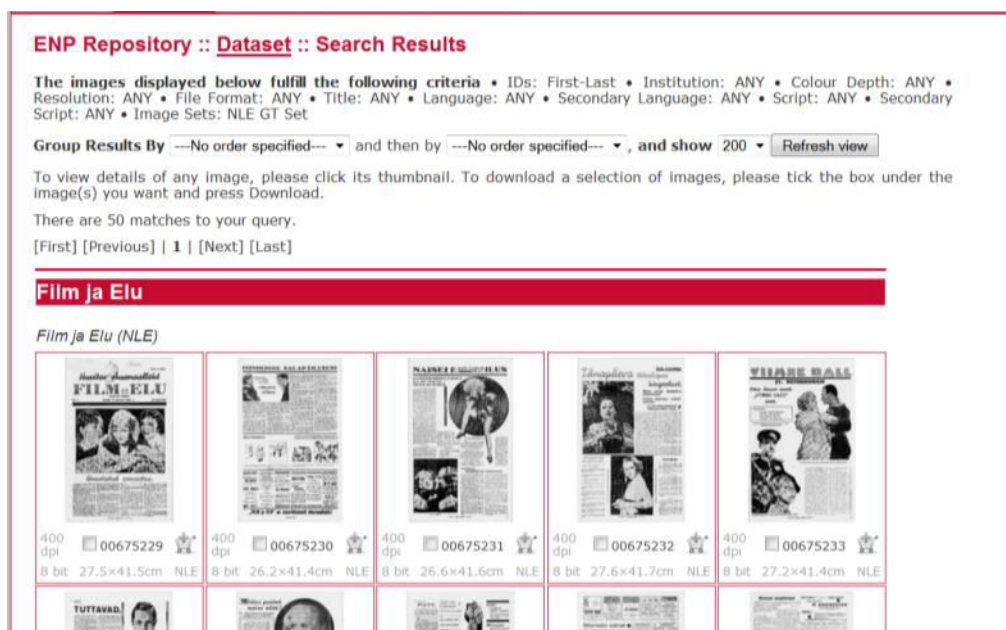 ENP Repository :: Dataset :: Search Results
The images displayed below fulfill the following criteria • IDs: First-Last • Institution: ANY • Colour Depth: ANY •
Resolution: ANY • File Format: ANY • Title: ANY • Language: ANY • Secondary Language: ANY • Script: ANY • Secondary
Script: ANY • Image Sets: NLE GT Set
Group Results By ---No order specified--- and then by ---No order specified--- , and show 200 Refresh view
To view details of any image, please click its thumbnail. To download a selection of images, please tick the box under the
image(s) you want and press Download.
There are 50 matches to your query.
[First] [Previous] | 1 | [Next] [Last]
Film ja Elu
Film ja Elu (NLE)
FILM JA ELU
NAISEI ILUS
FILMRE BALL
400 dpi 00675229 400 dpi 00675230 400 dpi 00675231 400 dpi 00675232 400 dpi 00675233
8 bit 27.5×41.5cm NLE 8 bit 26.2×41.4cm NLE 8 bit 26.6×41.6cm NLE 8 bit 27.6×41.7cm NLE 8 bit 27.2×41.4cm NLE
TUTTAVAD